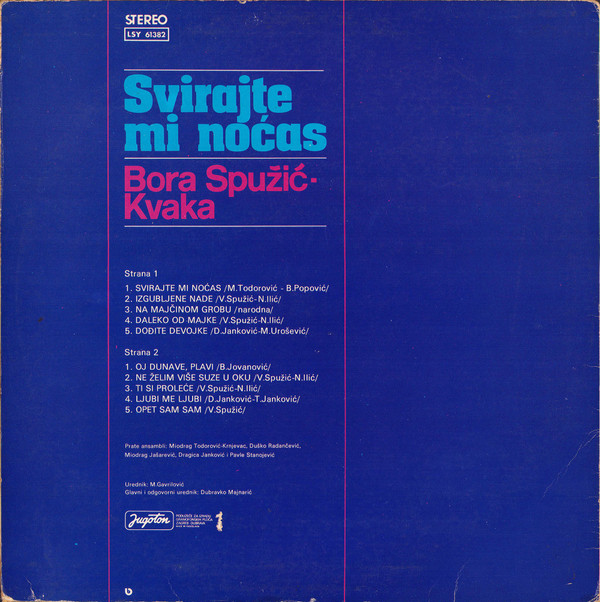 STEREO
LSY 61382
Svirajte
mi noćas
Bora Spužić-
Kvaka
Strana 1
1. SVIRAJTE MI NOĆAS /M.Todorović - B.Popović/
2. IZGUBLJENE NADE /V.Spužić-N.Ilić/
3. NA MAJČINOM GROBU /narodna/
4. DALEKO OD MAJKE /V.Spužić-N.Ilić/
5. DOĐITE DEVOJKE /D.Janković-M.Urošević/
Strana 2
1. OJ DUNAVE, PLAVI /B.Jovanović/
2. NE ŽELIM VIŠE SUZE U OKU /V.Spužić-N.Ilić/
3. TI SI PROLEĆE /V.Spužić-N.Ilić/
4. LJUBI ME LJUBI /D.Janković-T.Janković/
5. OPET SAM SAM /V.Spužić/
Prate ansambli: Miodrag Todorović-Krnjevac, Duško Radančević,
Miodrag Jašarević, Dragica Janković i Pavle Stanojević
Urednik: M.Gavrilović
Glavni i odgovorni urednik: Dubravko Majnarić
Jugoton